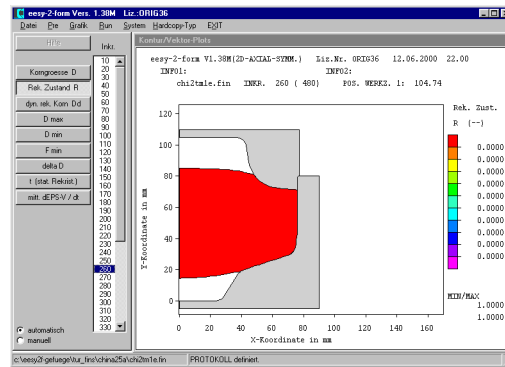 eesy-2-form Vers. 1.38M Liz.:ORIG36
Datei Pre Grafik Run System Hardcopy-Typ EXIT
Hilfe
Inkr.
Korngroesse D
Rek. Zustand R
dyn. rek. Korn Dd
D max
D min
F min
delta D
t (stat. Rekrist.)
mitt. dEPS-V / dt
10
20
30
40
50
60
70
80
90
100
110
120
130
140
150
160
170
180
190
200
210
220
230
240
250
260
270
280
290
300
310
320
330
automatisch
manuell
Kontur/Vektor-Plots
eesy-2-form V1.38M(2D-AXIAL-SYMM.) Liz.Nr. ORIG36 12.06.2000 22.00
INFO1: INFO2:
chi2tm1e.fin INKR. 260 ( 480) POS. WERKZ. 1: 104.74
Rek. Zust.
R (--)
0.0000
0.0000
0.0000
0.0000
0.0000
0.0000
0.0000
0.0000
0.0000
MIN/MAX
1.0000
1.0000
Y-Koordinate in mm
120
100
80
60
40
20
0
0 20 40 60 80 100 120 140 160
X-Koordinate in mm
c:\eesy2f-gefuege\tur_fins\china25a\chi2tm1e.fin PROTOKOLL definiert.